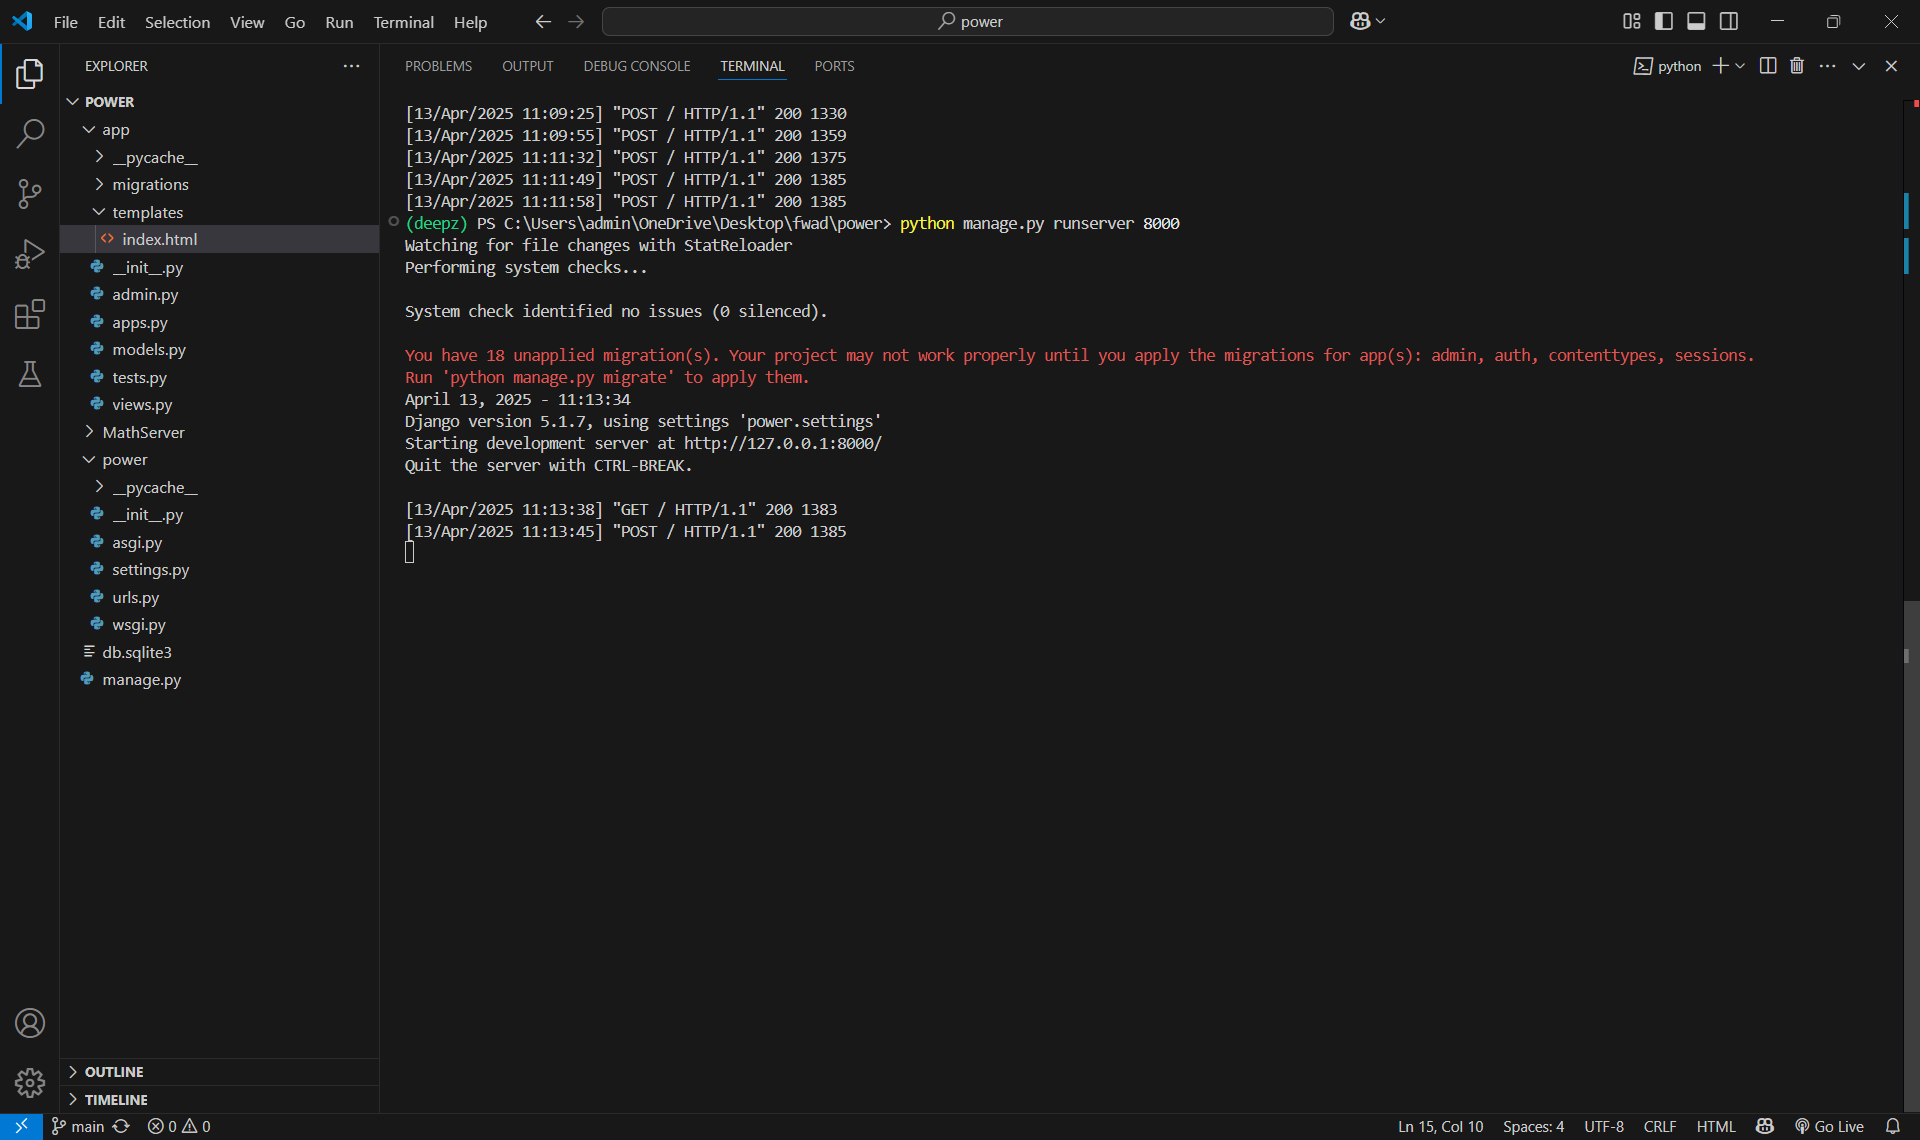 File Edit Selection View Go Run Terminal Help
power
EXPLORER
POWER
app
__pycache__
migrations
templates
index.html
__init__.py
admin.py
apps.py
models.py
tests.py
views.py
MathServer
power
__pycache__
__init__.py
asgi.py
settings.py
urls.py
wsgi.py
db.sqlite3
manage.py
OUTLINE
TIMELINE
PROBLEMS OUTPUT DEBUG CONSOLE TERMINAL PORTS
python
[13/Apr/2025 11:09:25] "POST / HTTP/1.1" 200 1330
[13/Apr/2025 11:09:55] "POST / HTTP/1.1" 200 1359
[13/Apr/2025 11:11:32] "POST / HTTP/1.1" 200 1375
[13/Apr/2025 11:11:49] "POST / HTTP/1.1" 200 1385
[13/Apr/2025 11:11:58] "POST / HTTP/1.1" 200 1385
(deepz) PS C:\Users\admin\OneDrive\Desktop\fwad\power> python manage.py runserver 8000
Watching for file changes with StatReloader
Performing system checks...
System check identified no issues (0 silenced).
You have 18 unapplied migration(s). Your project may not work properly until you apply the migrations for app(s): admin, auth, contenttypes, sessions.
Run 'python manage.py migrate' to apply them.
April 13, 2025 - 11:13:34
Django version 5.1.7, using settings 'power.settings'
Starting development server at http://127.0.0.1:8000/
Quit the server with CTRL-BREAK.
[13/Apr/2025 11:13:38] "GET / HTTP/1.1" 200 1383
[13/Apr/2025 11:13:45] "POST / HTTP/1.1" 200 1385
main 0 0 Ln 15, Col 10 Spaces: 4 UTF-8 CRLF HTML Go Live